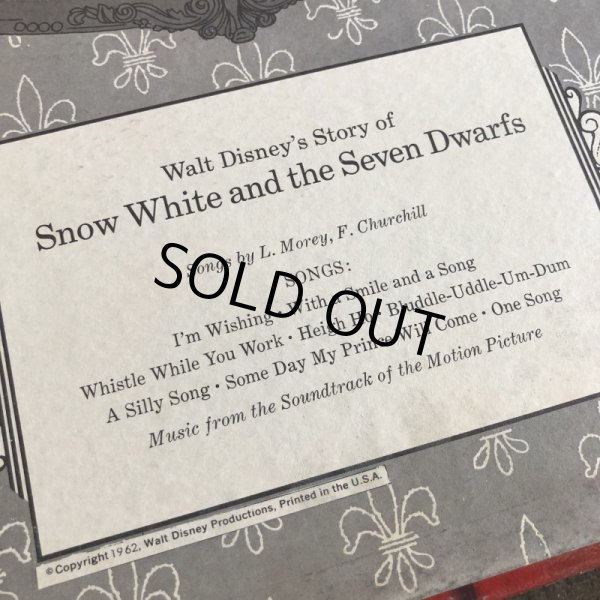 Walt Disney's Story of
Snow White and the Seven Dwarfs
Songs by L. Morey, F. Churchill
SONGS:
I'm Wishing · With a Smile and a Song
Whistle While You Work · Heigh Ho · Bluddle-Uddle-Um-Dum
A Silly Song · Some Day My Prince Will Come · One Song
Music from the Soundtrack of the Motion Picture
©Copyright 1962, Walt Disney Productions, Printed in the U.S.A.
SOLD OUT